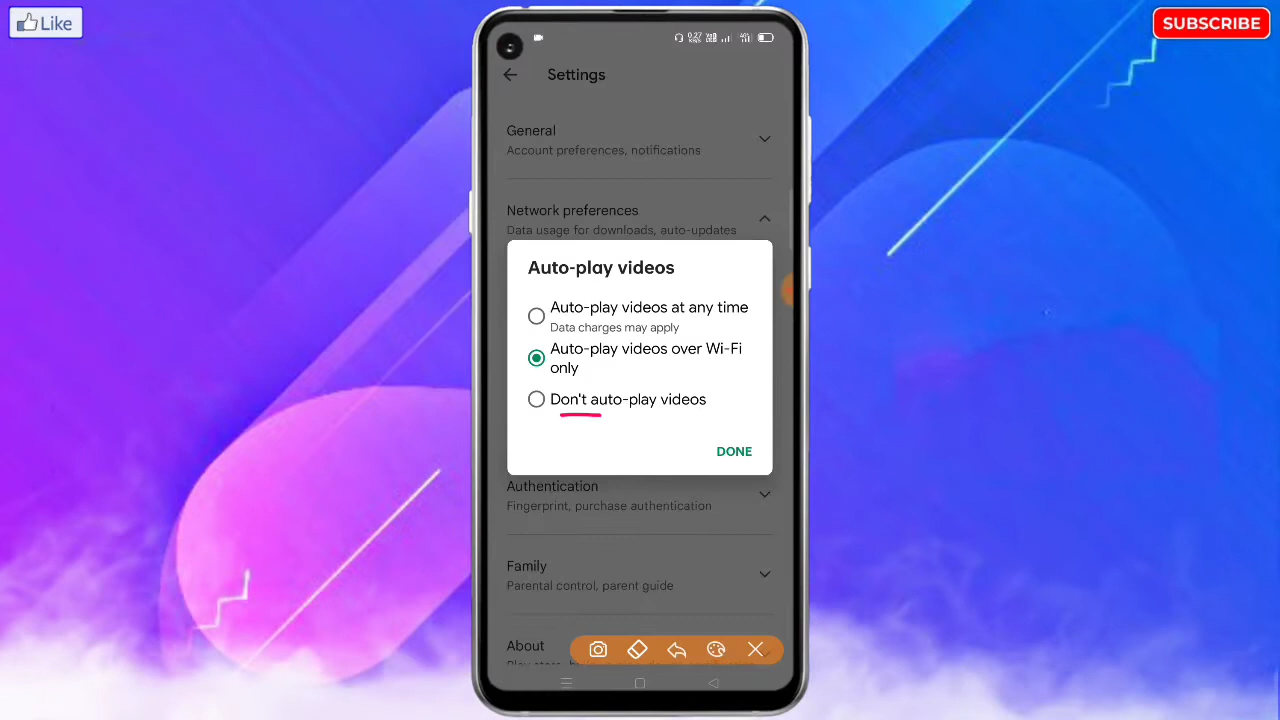 Like
SUBSCRIBE
Settings
General
Account preferences, notifications
Network preferences
Data usage for downloads, auto-updates
Auto-play videos
Auto-play videos at any time
Data charges may apply
Auto-play videos over Wi-Fi
only
Don't auto-play videos
DONE
Authentication
Fingerprint, purchase authentication
Family
Parental control, parent guide
About